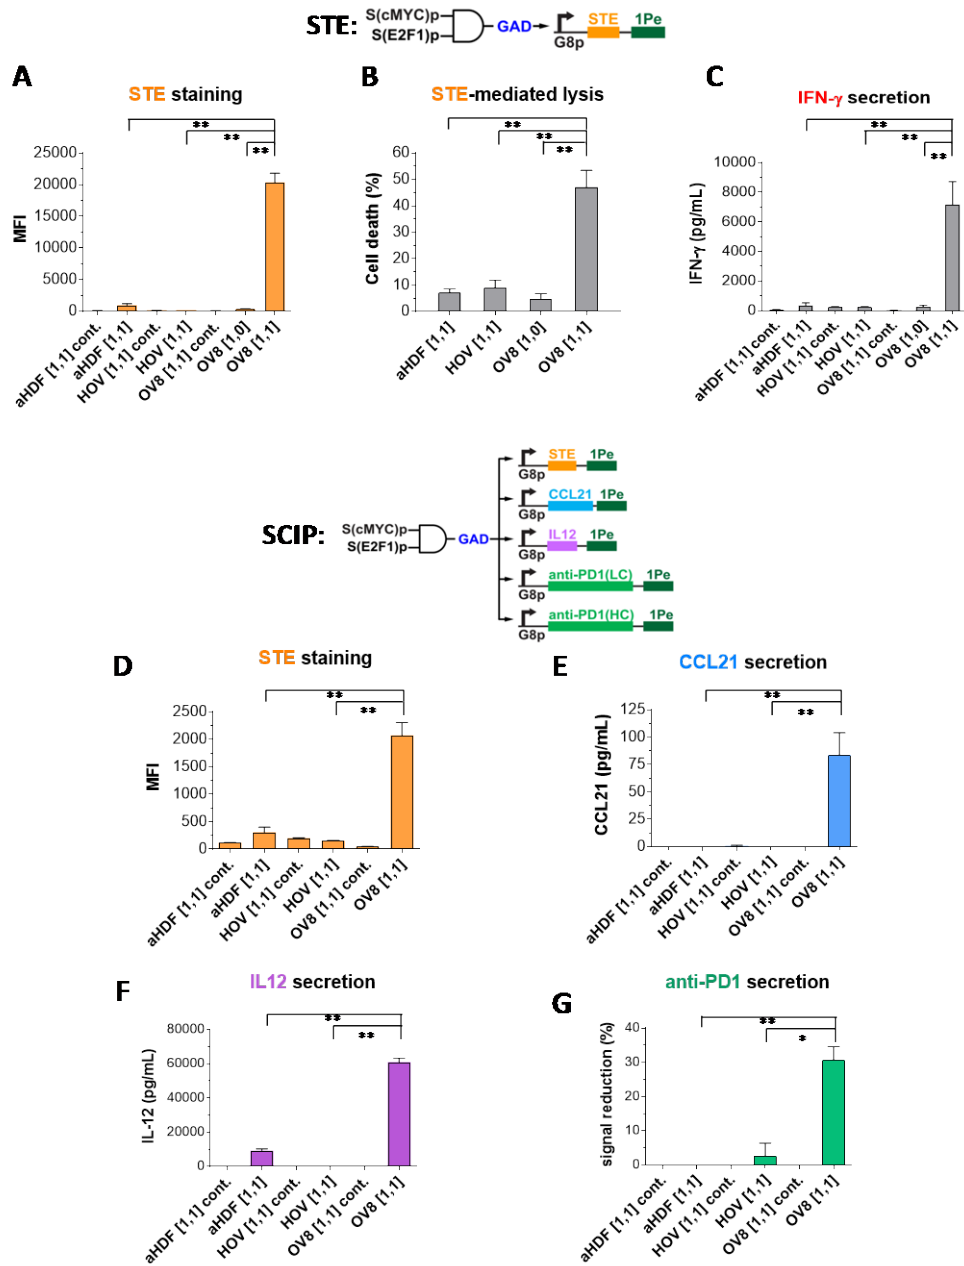 STE:
S(cMYC)p
S(E2F1)p
GAD
STE
1Pe
G8p
A
STE staining
**
**
**
MFI
25000
20000
15000
10000
5000
0
aHDF [1,1] cont.
aHDF [1,1]
HOV [1,1] cont.
HOV [1,1]
OV8 [1,1] cont.
OV8 [1,0]
OV8 [1,1]
B
STE-mediated lysis
**
**
**
Cell death (%)
60
50
40
30
20
10
0
aHDF [1,1]
HOV [1,1]
OV8 [1,0]
OV8 [1,1]
C
IFN-γ secretion
**
**
**
IFN-γ (pg/mL)
10000
8000
6000
4000
2000
0
aHDF [1,1] cont.
aHDF [1,1]
HOV [1,1] cont.
HOV [1,1]
OV8 [1,1] cont.
OV8 [1,0]
OV8 [1,1]
SCIP:
S(cMYC)p
S(E2F1)p
GAD
STE 1Pe
G8p
CCL21 1Pe
G8p
IL12 1Pe
G8p
anti-PD1(LC) 1Pe
G8p
anti-PD1(HC) 1Pe
G8p
D
STE staining
**
**
MFI
2500
2000
1500
1000
500
0
aHDF [1,1] cont.
aHDF [1,1]
HOV [1,1] cont.
HOV [1,1]
OV8 [1,1] cont.
OV8 [1,1]
E
CCL21 secretion
**
**
CCL21 (pg/mL)
125
100
75
50
25
0
aHDF [1,1] cont.
aHDF [1,1]
HOV [1,1] cont.
HOV [1,1]
OV8 [1,1] cont.
OV8 [1,1]
F
IL12 secretion
**
**
IL-12 (pg/mL)
80000
60000
40000
20000
0
aHDF [1,1] cont.
aHDF [1,1]
HOV [1,1] cont.
HOV [1,1]
OV8 [1,1] cont.
OV8 [1,1]
G
anti-PD1 secretion
**
*
signal reduction (%)
40
30
20
10
0
aHDF [1,1] cont.
aHDF [1,1]
HOV [1,1] cont.
HOV [1,1]
OV8 [1,1] cont.
OV8 [1,1]